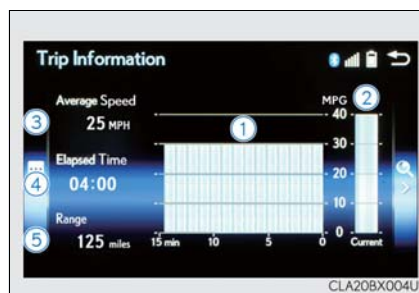 Trip Information
Average Speed
MPG
2
3
25 MPH
1
40
30
Elapsed Time
4
04:00
20
10
Range
0
5
125 miles
15 min
10
5
0
Current
CLA20BX004U